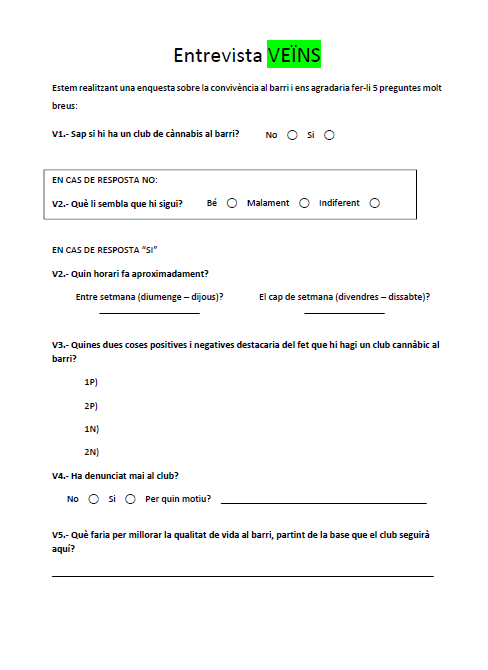 Entrevista VEÏNS
Estem realitzant una enquesta sobre la convivència al barri i ens agradaria fer-li 5 preguntes molt
breus:
V1.- Sap si hi ha un club de cànnabis al barri? No ◯ Si ◯
EN CAS DE RESPOSTA NO:
V2.- Què li sembla que hi sigui? Bé ◯ Malament ◯ Indiferent ◯
EN CAS DE RESPOSTA “SI”
V2.- Quin horari fa aproximadament?
Entre setmana (diumenge – dijous)? El cap de setmana (divendres – dissabte)?
V3.- Quines dues coses positives i negatives destacaria del fet que hi hagi un club cannàbic al
barri?
1P)
2P)
1N)
2N)
V4.- Ha denunciat mai al club?
No ◯ Si ◯ Per quin motiu?
V5.- Què faria per millorar la qualitat de vida al barri, partint de la base que el club seguirà
aquí?